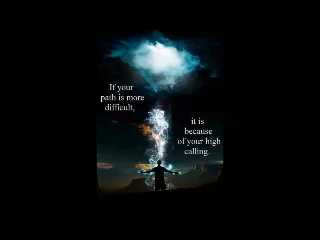 If your
path is more
difficult,
it is
because
of your high
calling.